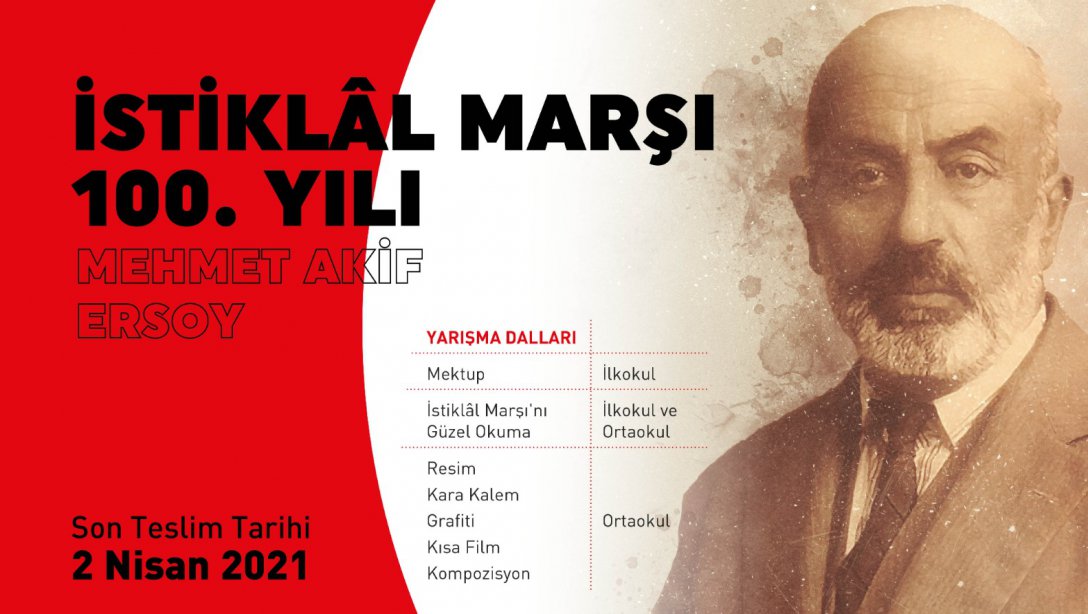 İSTİKLÂL MARŞI
100. YILI
MEHMET AKİF
ERSOY
YARIŞMA DALLARI
Mektup İlkokul
İstiklâl Marşı'nı İlkokul ve
Güzel Okuma Ortaokul
Resim
Kara Kalem
Grafiti Ortaokul
Kısa Film
Kompozisyon
Son Teslim Tarihi
2 Nisan 2021